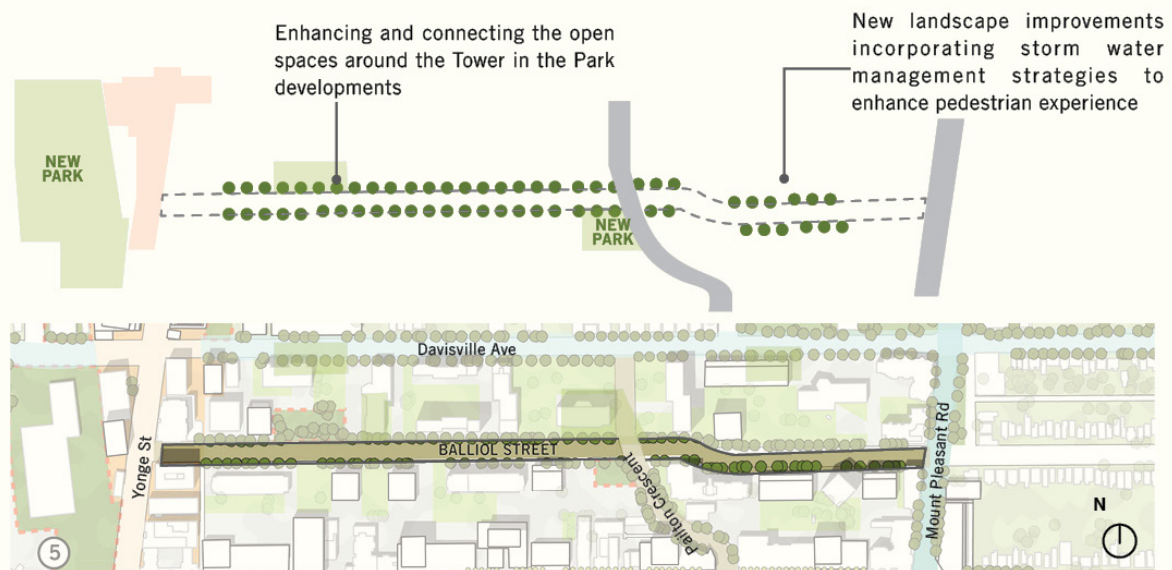 Enhancing and connecting the open
spaces around the Tower in the Park
developments
New landscape improvements
incorporating storm water
management strategies to
enhance pedestrian experience
NEW
PARK
NEW
PARK
Davisville Ave
Yonge St
BALLIOL STREET
Pailton Crescent
Mount Pleasant Rd
N
5